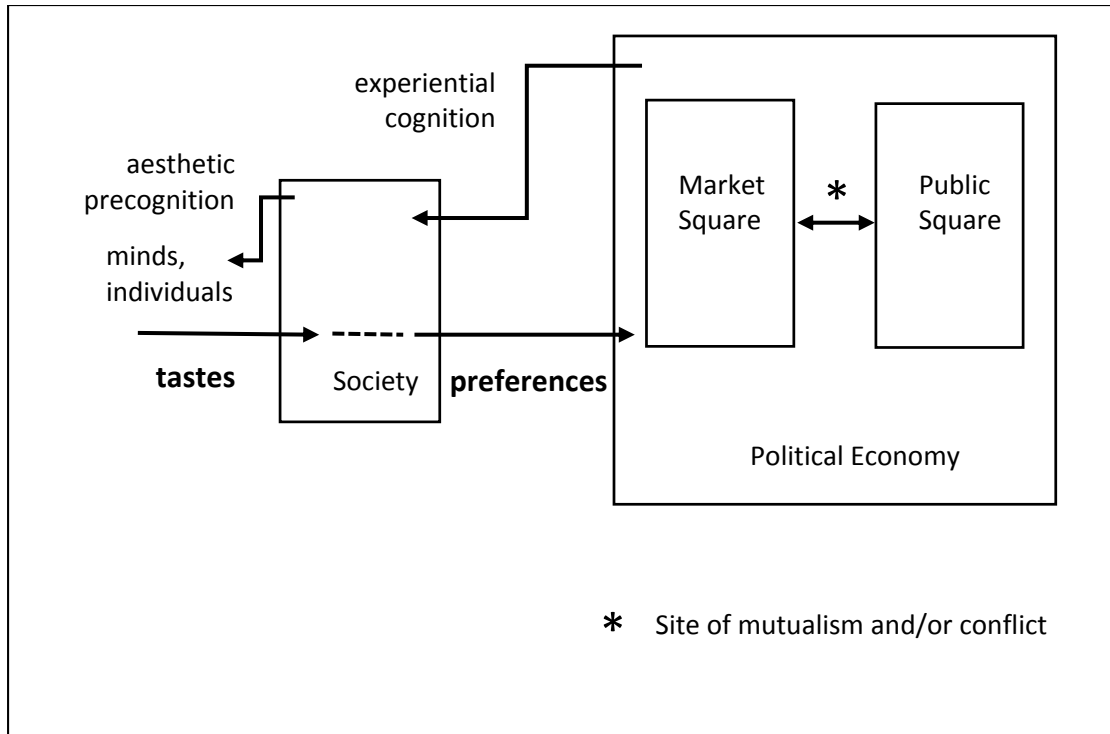 experiential
cognition
aesthetic
precognition
minds,
individuals
tastes
Society
preferences
Market
Square
*
Public
Square
Political Economy
* Site of mutualism and/or conflict